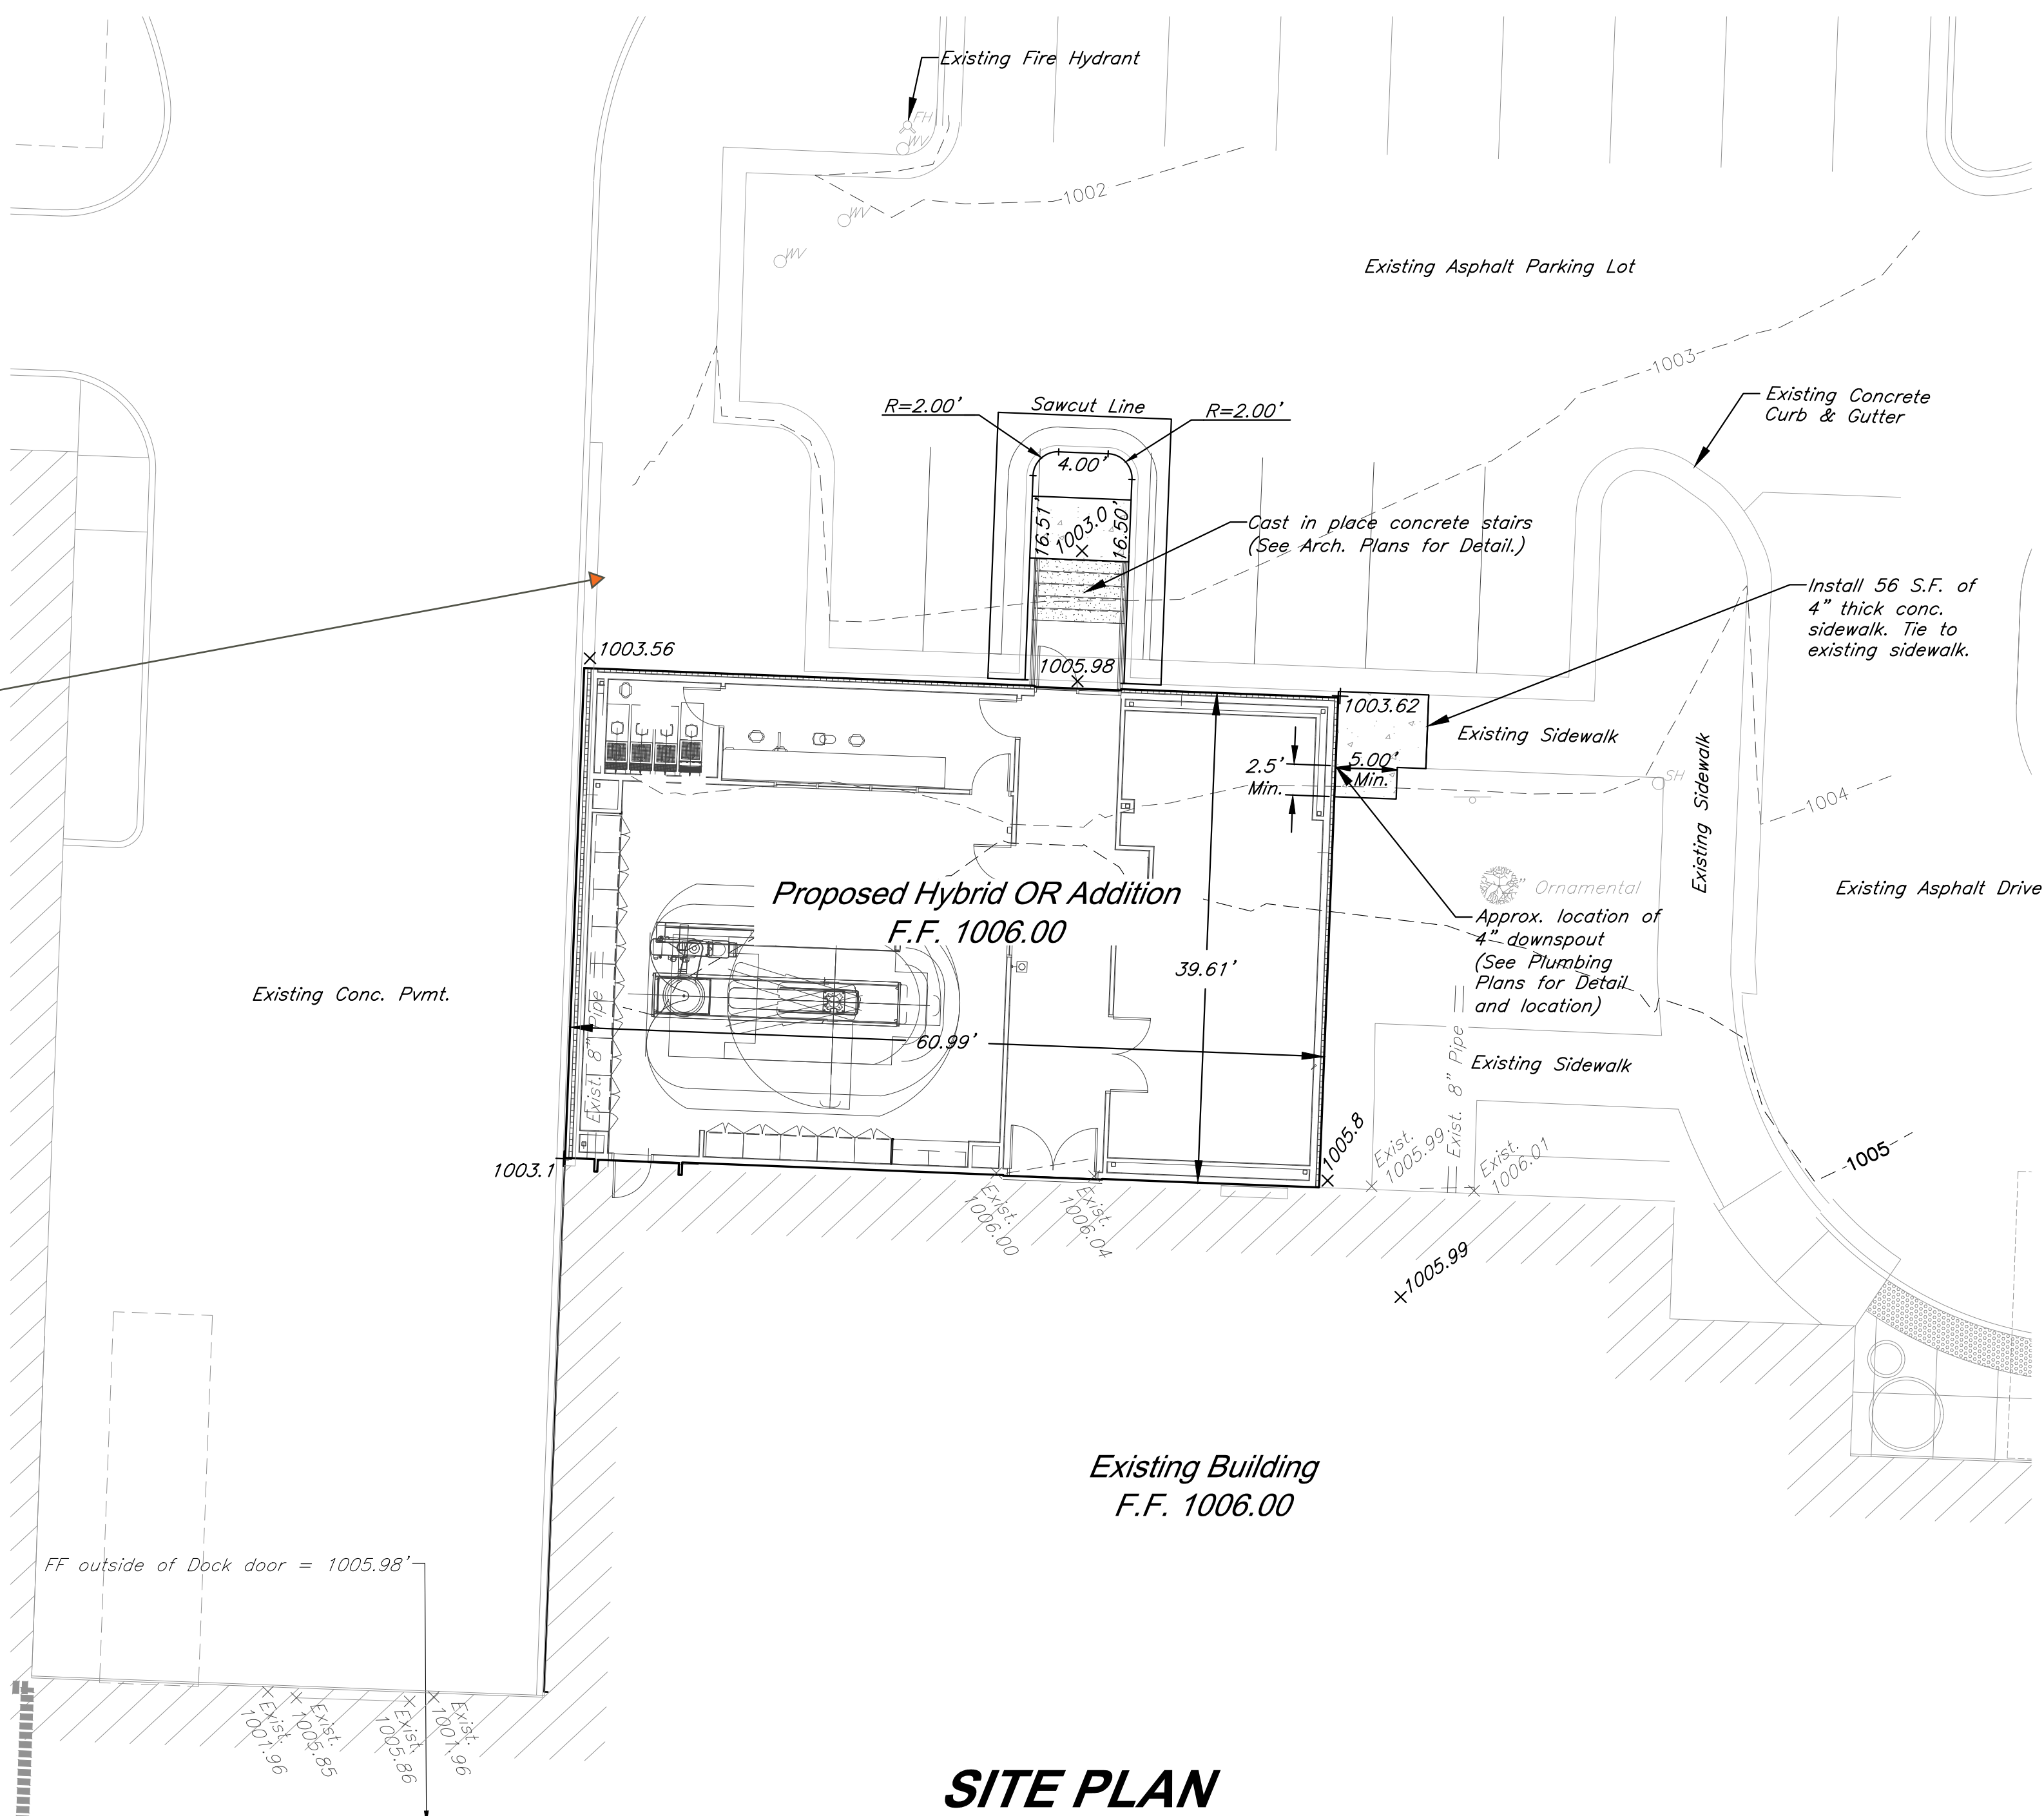 Existing Fire Hydrant
FH
WV
1002
WV
WV
Existing Asphalt Parking Lot
1003
Existing Concrete
Curb & Gutter
R=2.00'
Sawcut Line
R=2.00'
4.00'
16.51'
1003.0
16.50'
Cast in place concrete stairs
(See Arch. Plans for Detail.)
Install 56 S.F. of
4" thick conc.
sidewalk. Tie to
existing sidewalk.
1003.56
1005.98
1003.62
Existing Sidewalk
2.5'
Min.
5.00'
Min.
SH
Existing Sidewalk
1004
Proposed Hybrid OR Addition
F.F. 1006.00
" Ornamental
Existing Asphalt Drive
Approx. location of
4" downspout
(See Plumbing
Plans for Detail
and location)
39.61'
Existing Conc. Pvmt.
Exist. 8" Pipe
60.99'
Exist. 8" Pipe
Existing Sidewalk
1003.1
1005.8
Exist.
1005.99
Exist.
1006.01
1005
Exist.
1006.00
Exist.
1006.04
1005.99
Existing Building
F.F. 1006.00
FF outside of Dock door = 1005.98'
Exist.
1001.96
Exist.
1005.85
Exist.
1005.86
Exist.
1001.96
SITE PLAN